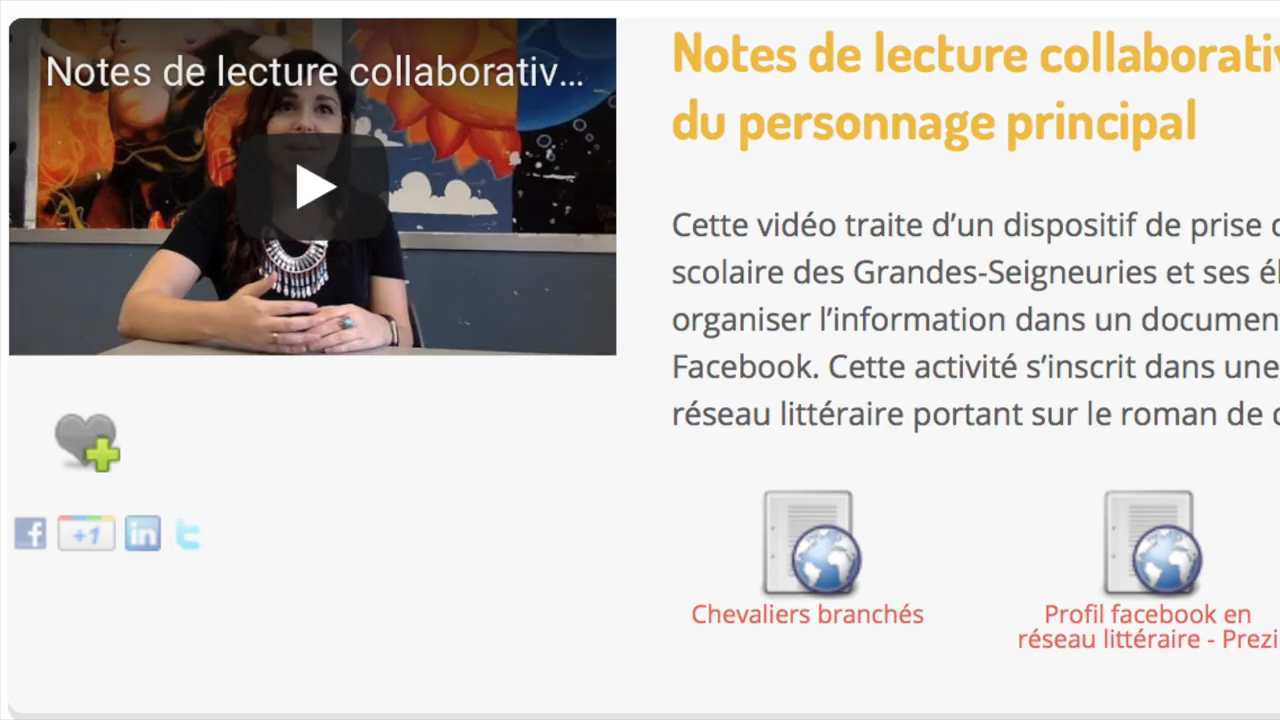 Notes de lecture collaborativ...
Notes de lecture collaborativ
du personnage principal
Cette vidéo traite d'un dispositif de prise
scolaire des Grandes-Seigneuries et ses
organiser l'information dans un documen
Facebook. Cette activité s'inscrit dans une
réseau littéraire portant sur le roman de
f
+1
in
t
Chevaliers branchés
Profil facebook en
réseau littéraire - Prezi